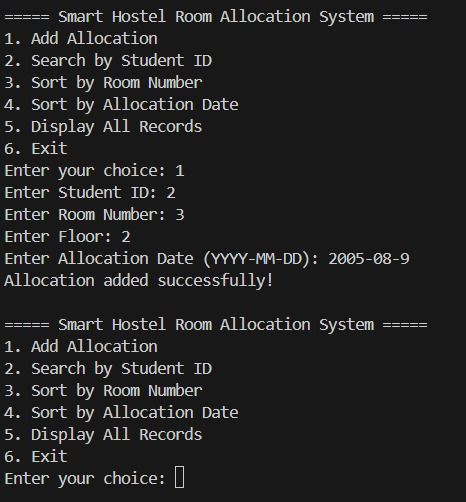 ===== Smart Hostel Room Allocation System =====
1. Add Allocation
2. Search by Student ID
3. Sort by Room Number
4. Sort by Allocation Date
5. Display All Records
6. Exit
Enter your choice: 1
Enter Student ID: 2
Enter Room Number: 3
Enter Floor: 2
Enter Allocation Date (YYYY-MM-DD): 2005-08-9
Allocation added successfully!

===== Smart Hostel Room Allocation System =====
1. Add Allocation
2. Search by Student ID
3. Sort by Room Number
4. Sort by Allocation Date
5. Display All Records
6. Exit
Enter your choice: